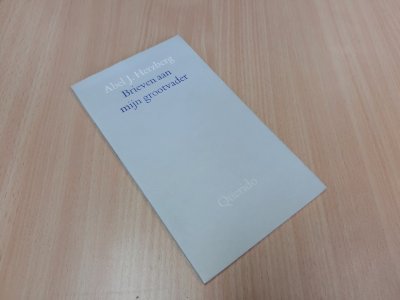 Abel J. Herzberg
Brieven aan
mijn grootvader
Querido